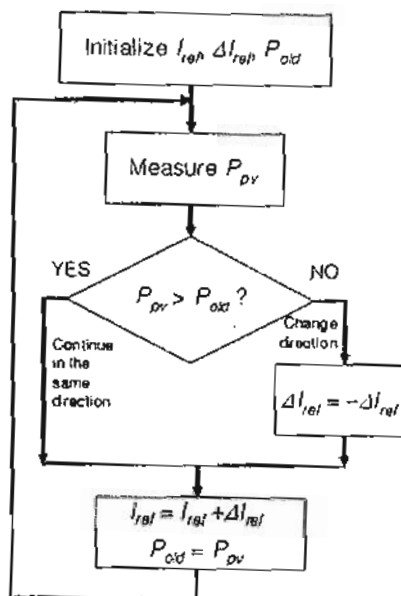 Initialize I_ref, ΔI_ref, P_old
Measure P_pv
YES
NO
P_pv > P_old ?
Continue
in the
same
direction
Change
direction
ΔI_ref = −ΔI_ref
I_ref = I_ref + ΔI_ref
P_old = P_pv